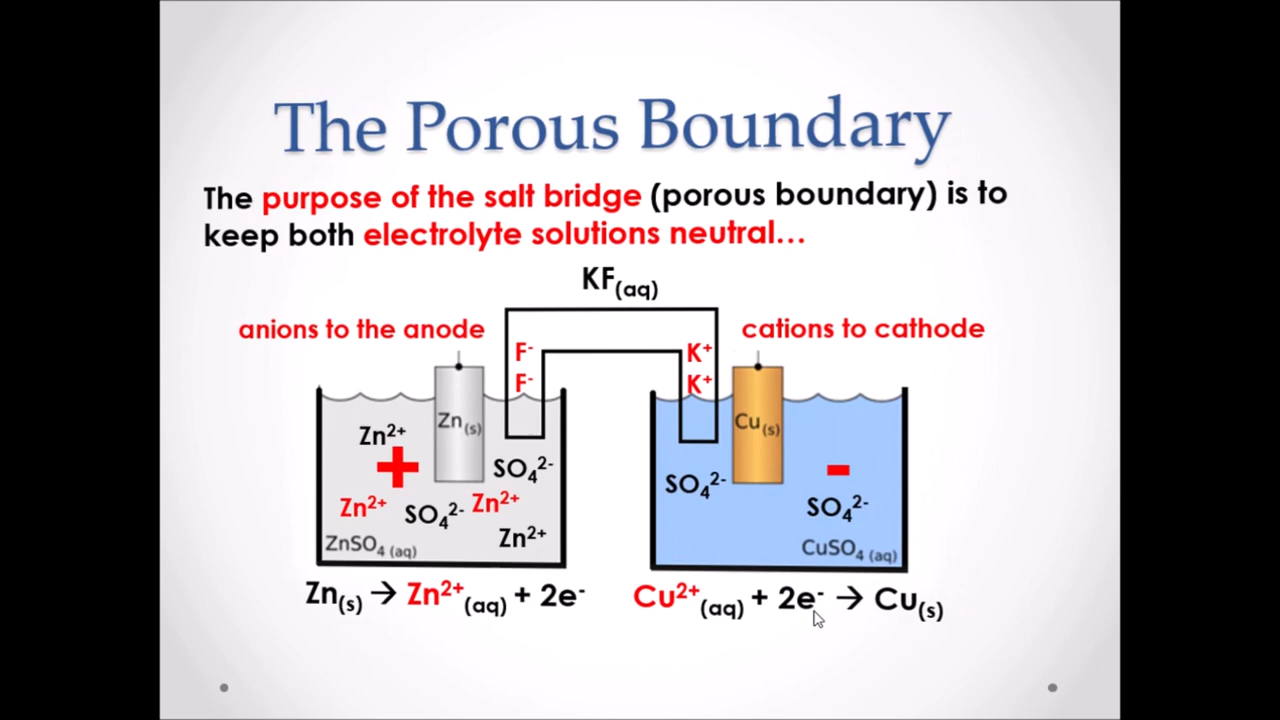 The Porous Boundary
The purpose of the salt bridge (porous boundary) is to
keep both electrolyte solutions neutral...
KF(aq)
anions to the anode
cations to cathode
F⁻
F⁻
K⁺
K⁺
Zn(s)
Zn²⁺
+
SO₄²⁻
Zn²⁺
SO₄²⁻
Zn²⁺
Zn²⁺
ZnSO₄ (aq)
Cu(s)
SO₄²⁻
-
SO₄²⁻
CuSO₄ (aq)
Zn(s) → Zn²⁺(aq) + 2e⁻
Cu²⁺(aq) + 2e⁻ → Cu(s)